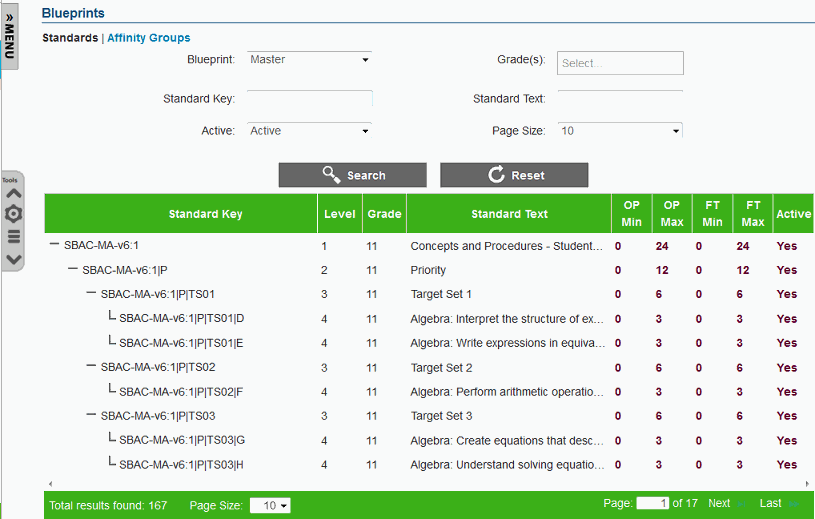 » MENU
Blueprints
Standards | Affinity Groups
Blueprint: Master Grade(s): Select...
Standard Key: Standard Text:
Active: Active Page Size: 10
Search Reset
Tools
Standard Key Level Grade Standard Text OP Min OP Max FT Min FT Max Active
SBAC-MA-v6:1 1 11 Concepts and Procedures - Student... 0 24 0 24 Yes
SBAC-MA-v6:1|P 2 11 Priority 0 12 0 12 Yes
SBAC-MA-v6:1|P|TS01 3 11 Target Set 1 0 6 0 6 Yes
SBAC-MA-v6:1|P|TS01|D 4 11 Algebra: Interpret the structure of ex... 0 3 0 3 Yes
SBAC-MA-v6:1|P|TS01|E 4 11 Algebra: Write expressions in equiva... 0 3 0 3 Yes
SBAC-MA-v6:1|P|TS02 3 11 Target Set 2 0 6 0 6 Yes
SBAC-MA-v6:1|P|TS02|F 4 11 Algebra: Perform arithmetic operatio... 0 3 0 3 Yes
SBAC-MA-v6:1|P|TS03 3 11 Target Set 3 0 6 0 6 Yes
SBAC-MA-v6:1|P|TS03|G 4 11 Algebra: Create equations that desc... 0 3 0 3 Yes
SBAC-MA-v6:1|P|TS03|H 4 11 Algebra: Understand solving equatio... 0 3 0 3 Yes
Total results found: 167 Page Size: 10 Page: 1 of 17 Next Last